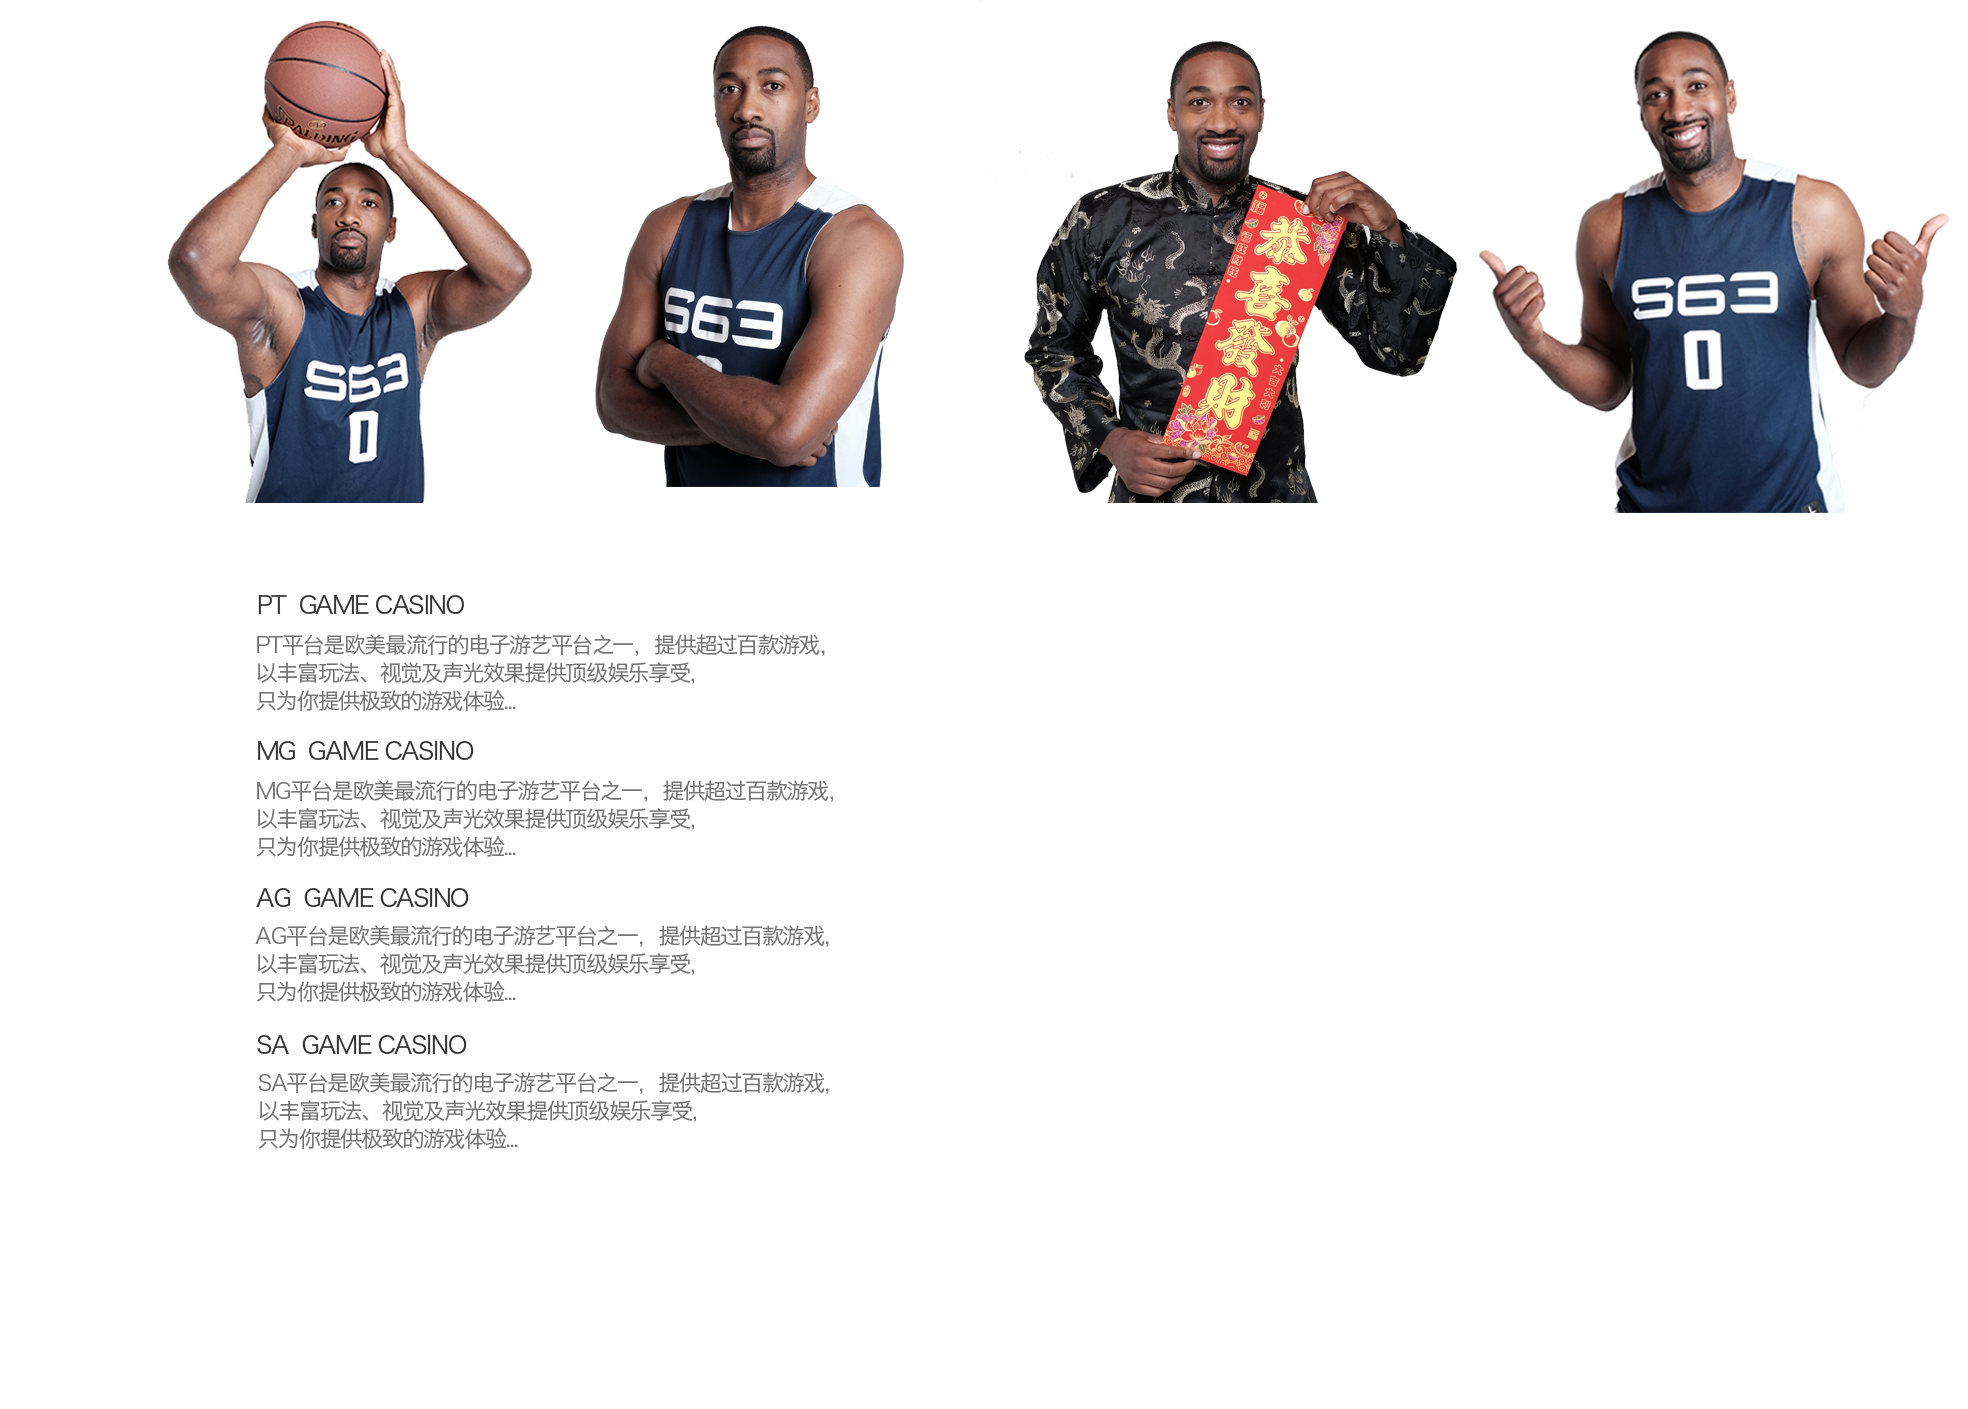 SPALDING
S63
0
S63
恭喜發財
大吉大利
S63
0
PT GAME CASINO
PT平台是欧美最流行的电子游艺平台之一，提供超过百款游戏，
以丰富玩法、视觉及声光效果提供顶级娱乐享受,
只为你提供极致的游戏体验...
MG GAME CASINO
MG平台是欧美最流行的电子游艺平台之一，提供超过百款游戏，
以丰富玩法、视觉及声光效果提供顶级娱乐享受,
只为你提供极致的游戏体验...
AG GAME CASINO
AG平台是欧美最流行的电子游艺平台之一，提供超过百款游戏，
以丰富玩法、视觉及声光效果提供顶级娱乐享受,
只为你提供极致的游戏体验...
SA GAME CASINO
SA平台是欧美最流行的电子游艺平台之一，提供超过百款游戏，
以丰富玩法、视觉及声光效果提供顶级娱乐享受,
只为你提供极致的游戏体验...